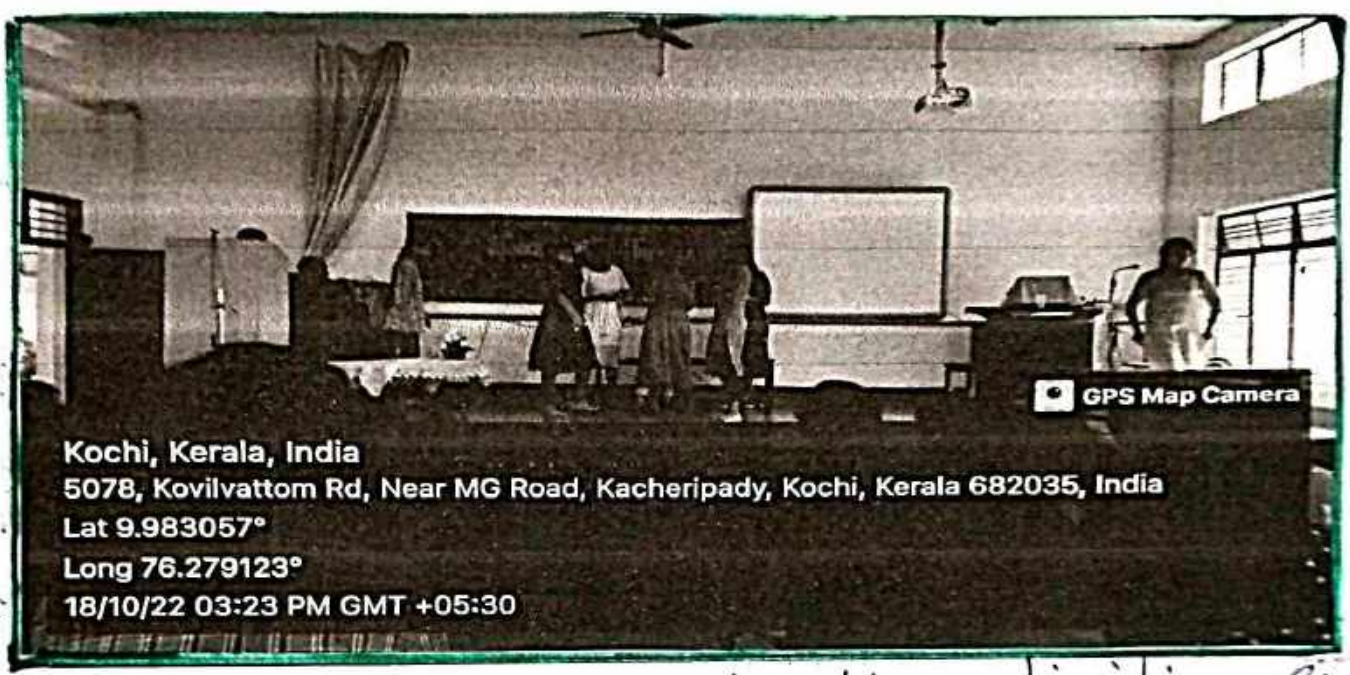 GPS Map Camera
Kochi, Kerala, India
5078, Kovilvattom Rd, Near MG Road, Kacheripady, Kochi, Kerala 682035, India
Lat 9.983057°
Long 76.279123°
18/10/22 03:23 PM GMT +05:30